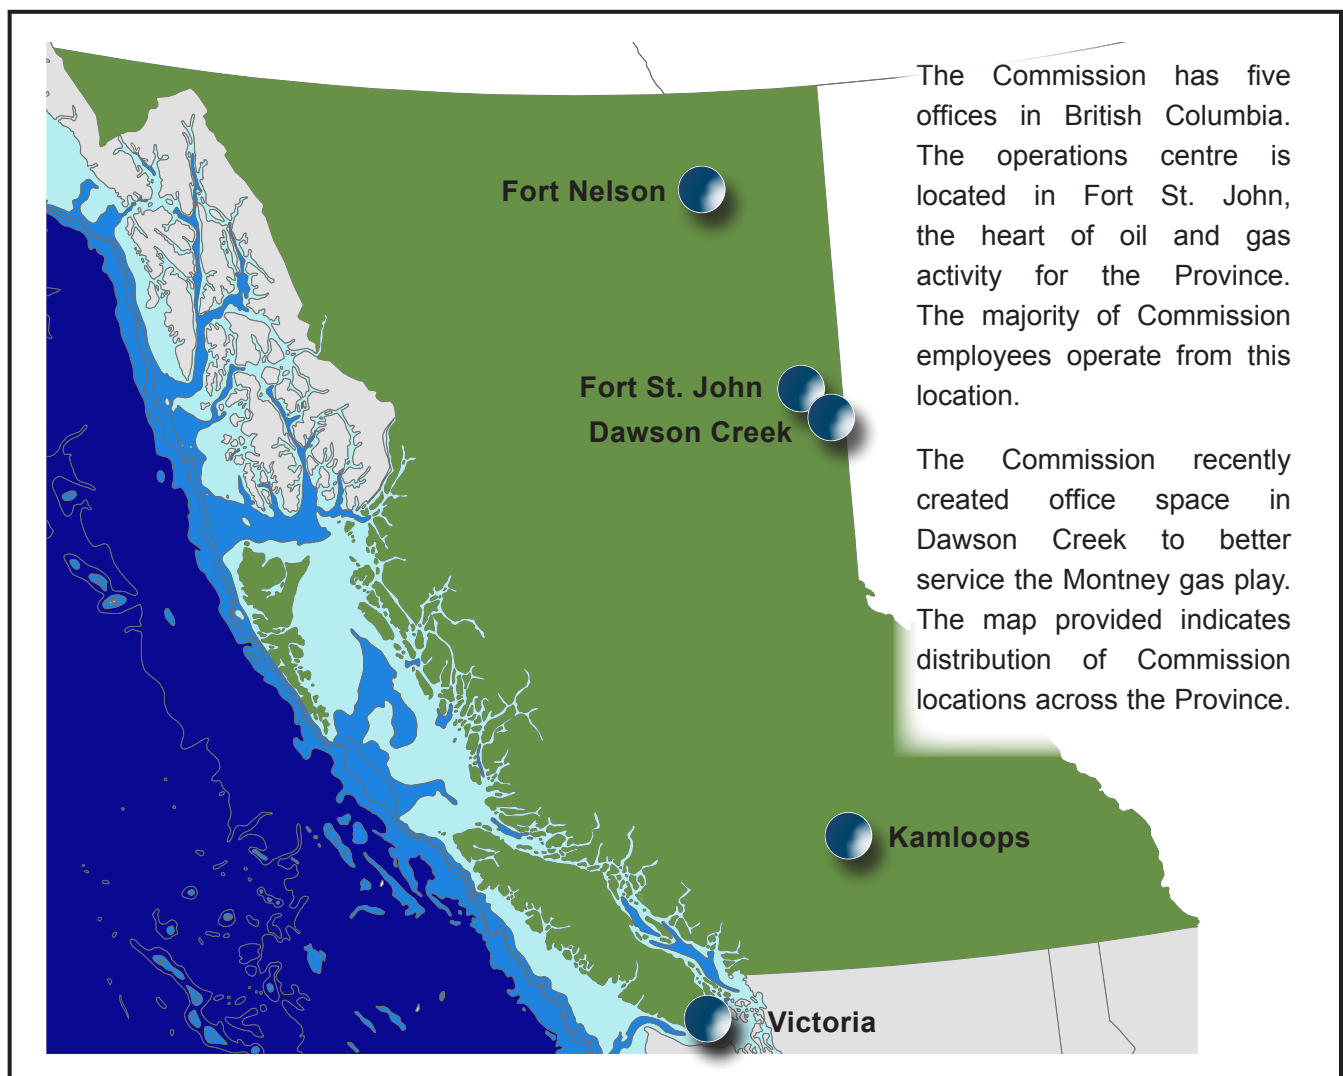 The Commission has five
offices in British Columbia.
The operations centre is
located in Fort St. John,
the heart of oil and gas
activity for the Province.
The majority of Commission
employees operate from this
location.
The Commission recently
created office space in
Dawson Creek to better
service the Montney gas play.
The map provided indicates
distribution of Commission
locations across the Province.
Fort Nelson
Fort St. John
Dawson Creek
Kamloops
Victoria